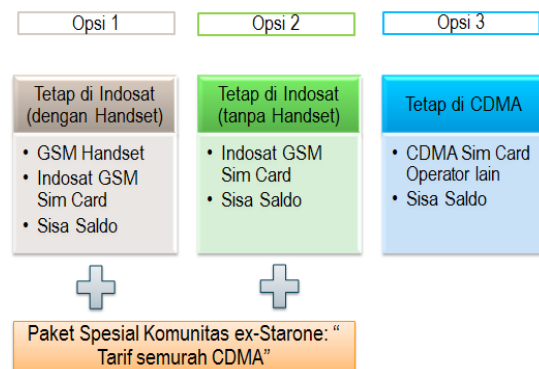 Opsi 1
Opsi 2
Opsi 3
Tetap di Indosat
(dengan Handset)
• GSM Handset
• Indosat GSM
Sim Card
• Sisa Saldo
Tetap di Indosat
(tanpa Handset)
• Indosat GSM
Sim Card
• Sisa Saldo
Tetap di CDMA
• CDMA Sim Card
Operator lain
• Sisa Saldo
Paket Spesial Komunitas ex-Starone: “
Tarif semurah CDMA”